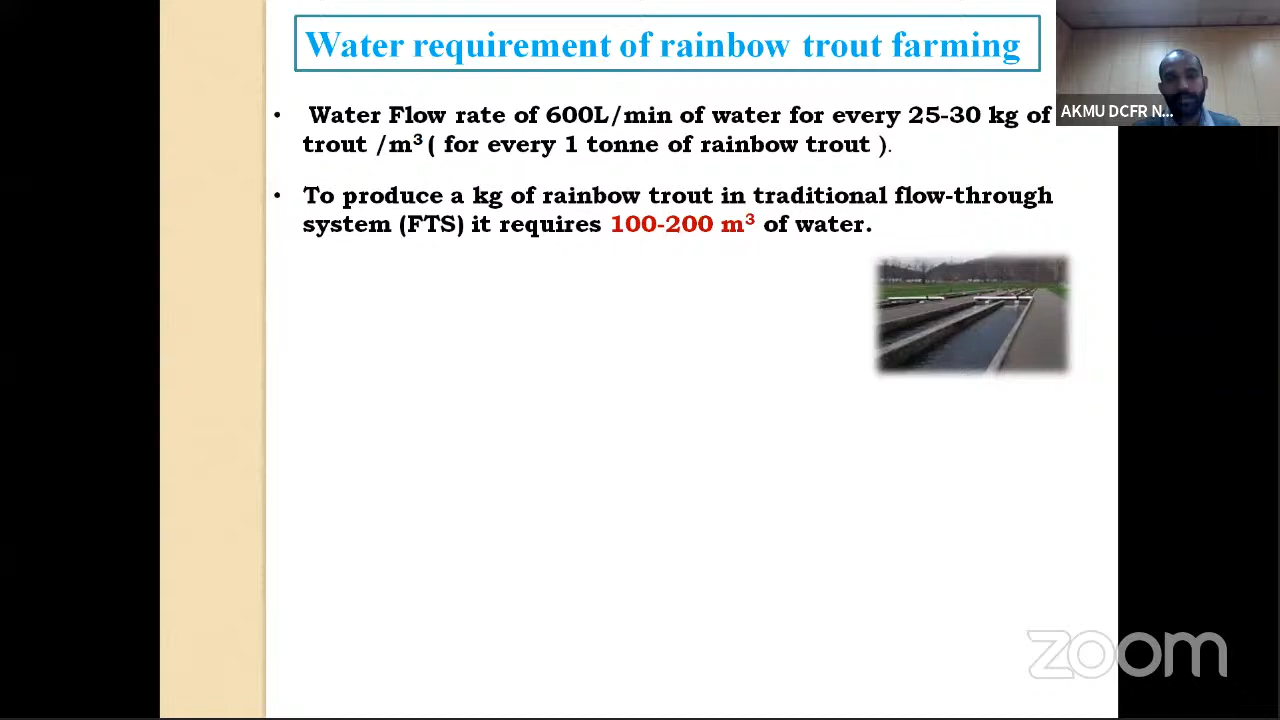 Water requirement of rainbow trout farming
AKMU DCFR N...
• Water Flow rate of 600L/min of water for every 25-30 kg of
trout /m³ ( for every 1 tonne of rainbow trout ).
• To produce a kg of rainbow trout in traditional flow-through
system (FTS) it requires 100-200 m³ of water.
zoom